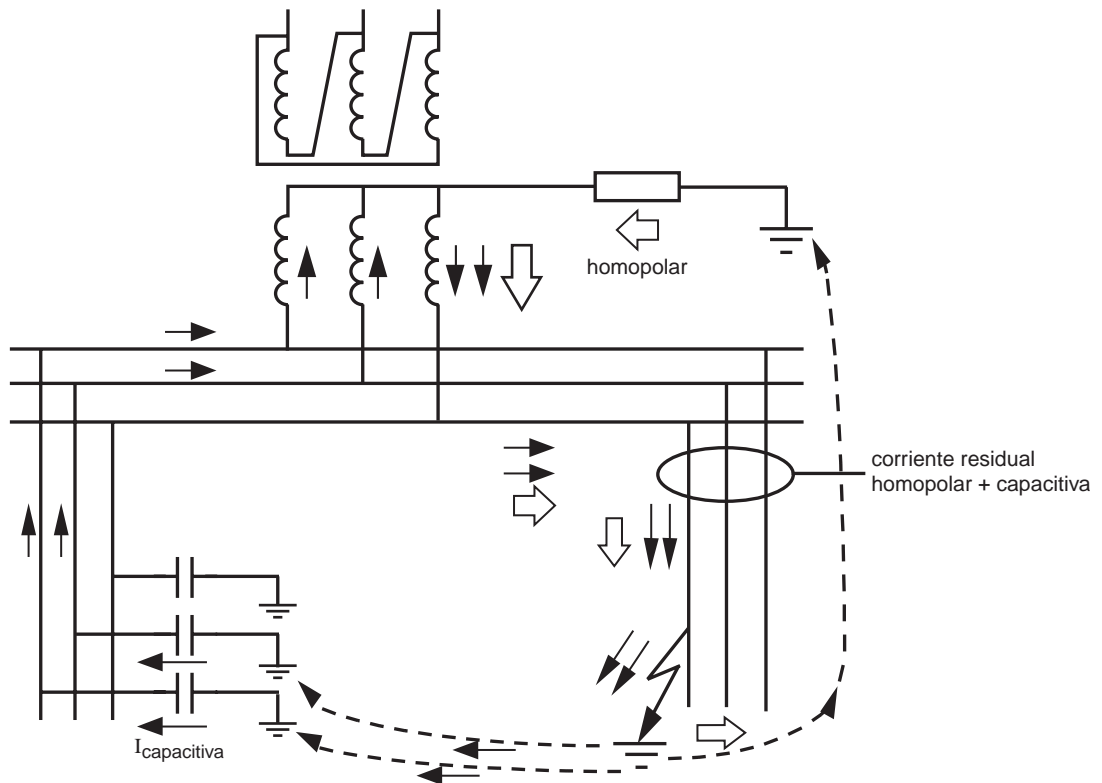 homopolar
corriente residual
homopolar + capacitiva
Icapacitiva